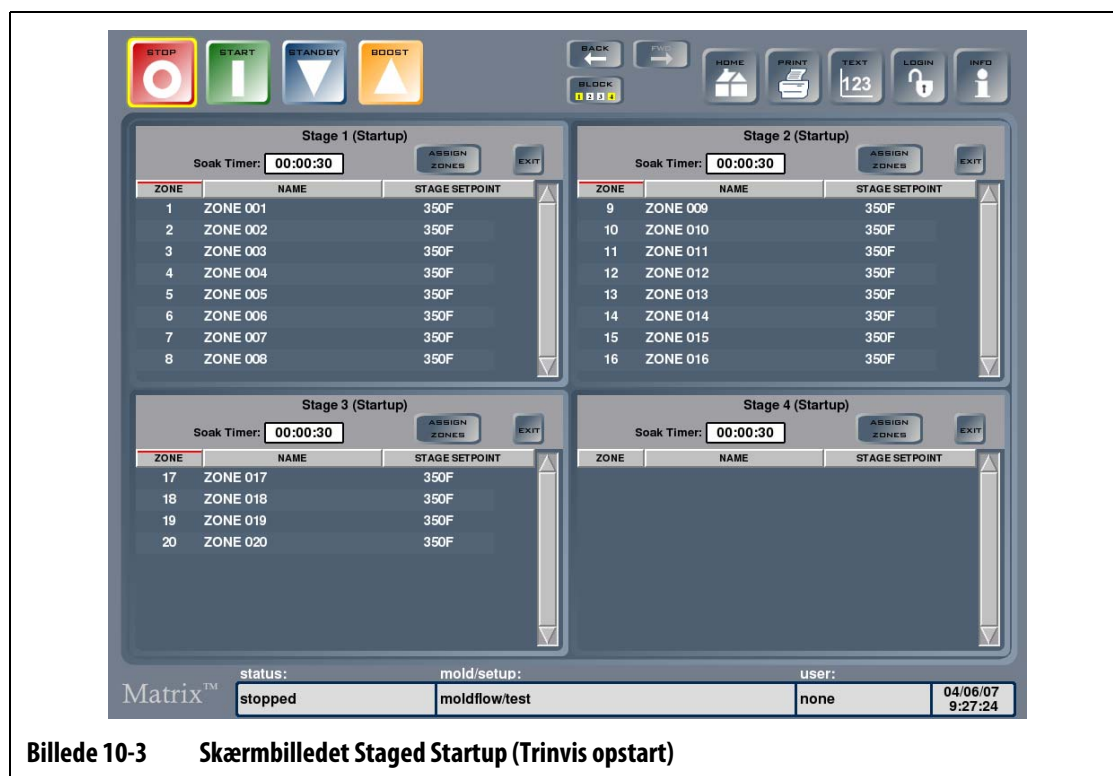 STOP START STANDBY BOOST BACK FWD HOME PRINT TEXT LOGIN INFO
123
BLOCK
1 2 3 4
Stage 1 (Startup)
Soak Timer: 00:00:30 ASSIGN ZONES EXIT
ZONE NAME STAGE SETPOINT
1 ZONE 001 350F
2 ZONE 002 350F
3 ZONE 003 350F
4 ZONE 004 350F
5 ZONE 005 350F
6 ZONE 006 350F
7 ZONE 007 350F
8 ZONE 008 350F
Stage 2 (Startup)
Soak Timer: 00:00:30 ASSIGN ZONES EXIT
ZONE NAME STAGE SETPOINT
9 ZONE 009 350F
10 ZONE 010 350F
11 ZONE 011 350F
12 ZONE 012 350F
13 ZONE 013 350F
14 ZONE 014 350F
15 ZONE 015 350F
16 ZONE 016 350F
Stage 3 (Startup)
Soak Timer: 00:00:30 ASSIGN ZONES EXIT
ZONE NAME STAGE SETPOINT
17 ZONE 017 350F
18 ZONE 018 350F
19 ZONE 019 350F
20 ZONE 020 350F
Stage 4 (Startup)
Soak Timer: 00:00:30 ASSIGN ZONES EXIT
ZONE NAME STAGE SETPOINT
status: mold/setup: user:
Matrix™ stopped moldflow/test none 04/06/07
9:27:24
Billede 10-3 Skærmbilledet Staged Startup (Trinvis opstart)